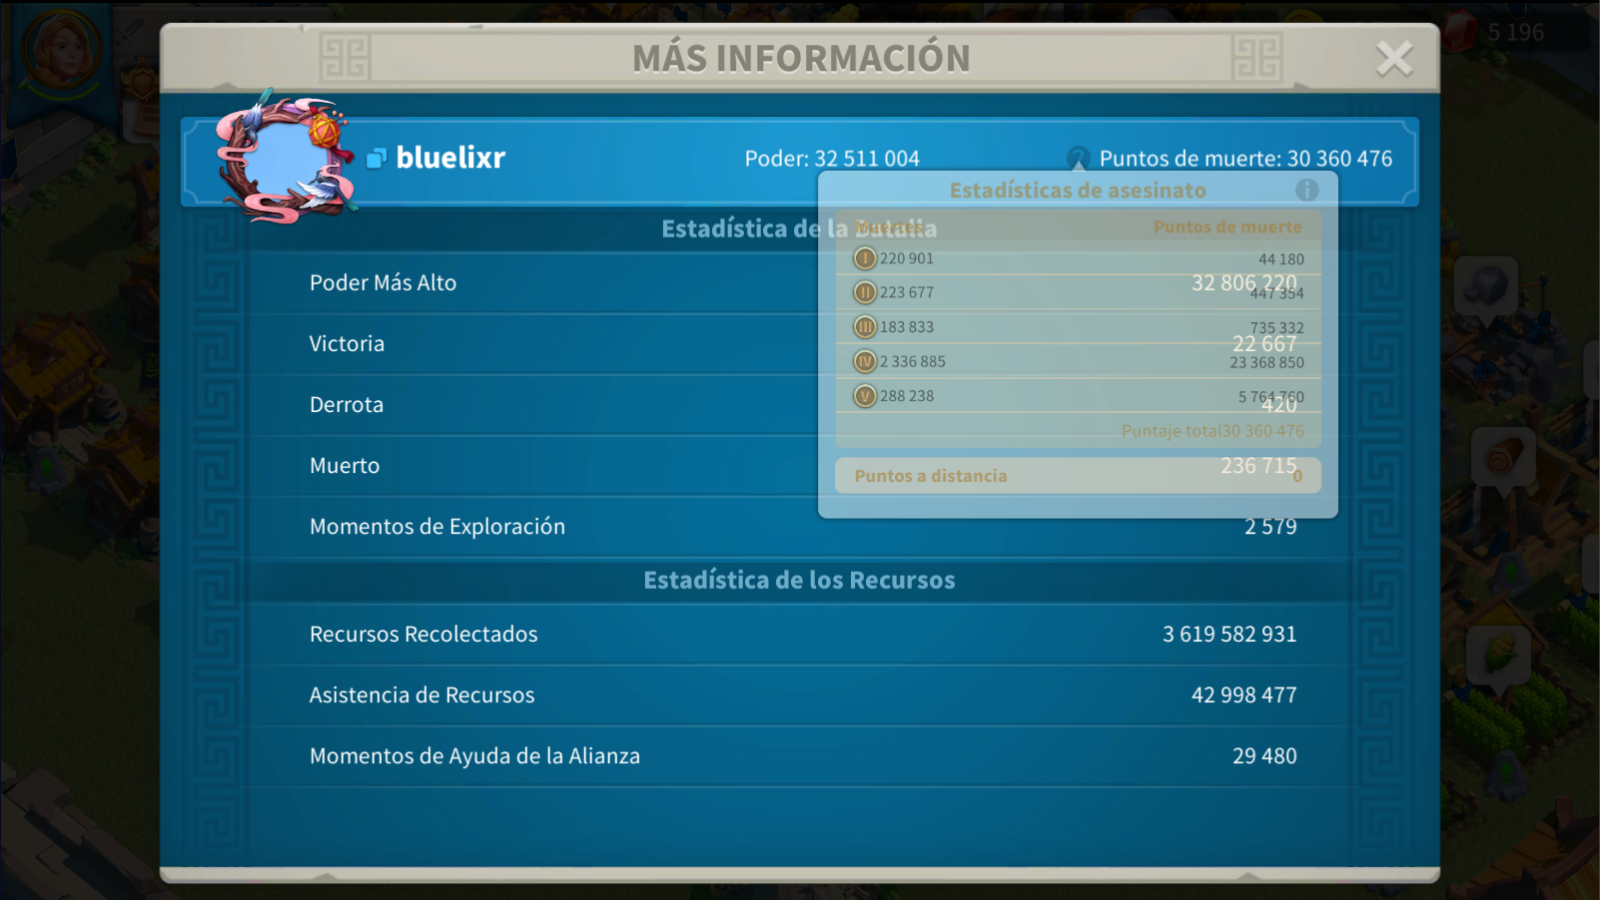 5 196
MÁS INFORMACIÓN
bluelixr
Poder: 32 511 004
? Puntos de muerte: 30 360 476
Estadísticas de asesinato
Estadística de la Batalla
Muertes Puntos de muerte
I 220 901 44 180
Poder Más Alto 32 806 220
II 223 677 447 354
III 183 833 735 332
Victoria 22 667
IV 2 336 885 23 368 850
V 288 238 5 764 760
Derrota 420
Puntaje total30 360 476
Muerto 236 715
Puntos a distancia 0
Momentos de Exploración 2 579
Estadística de los Recursos
Recursos Recolectados 3 619 582 931
Asistencia de Recursos 42 998 477
Momentos de Ayuda de la Alianza 29 480